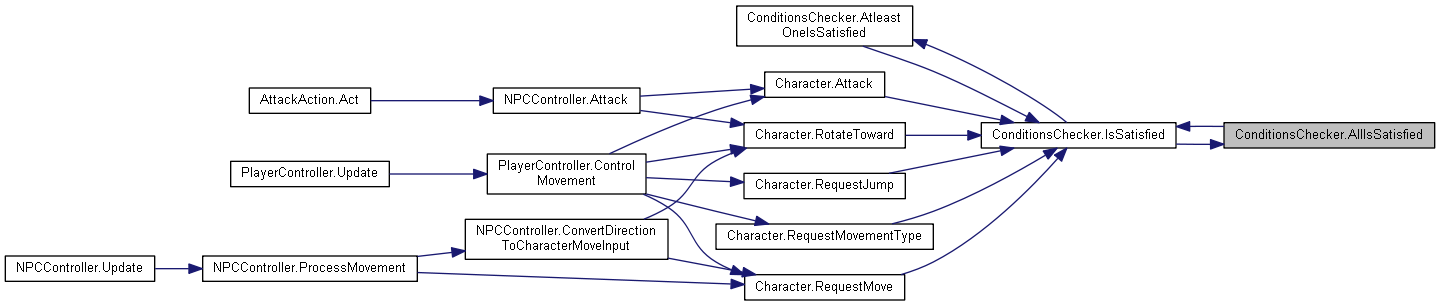 ConditionsChecker.Atleast
OneIsSatisfied
Character.Attack
AttackAction.Act
NPCController.Attack
Character.RotateToward
ConditionsChecker.IsSatisfied
ConditionsChecker.AllIsSatisfied
PlayerController.Update
PlayerController.Control
Movement
Character.RequestJump
NPCController.ConvertDirection
ToCharacterMoveInput
Character.RequestMovementType
NPCController.Update
NPCController.ProcessMovement
Character.RequestMove